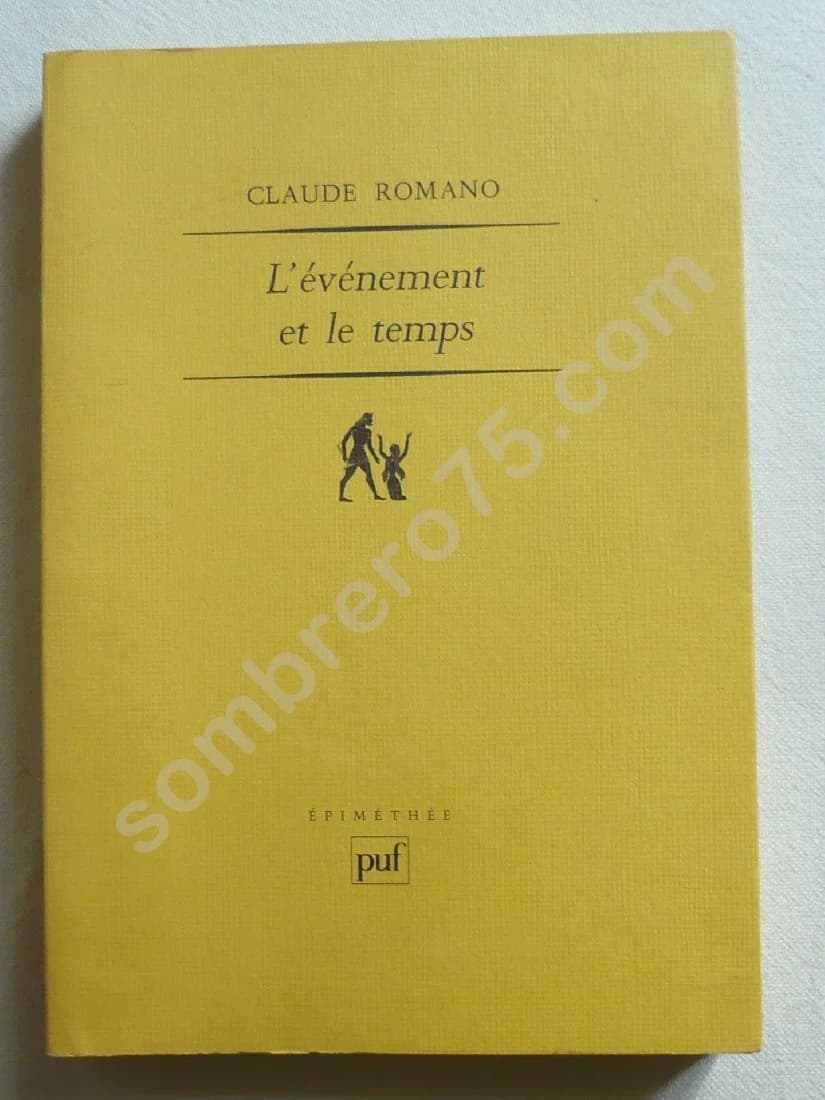 CLAUDE ROMANO
L'événement
et le temps
ÉPIMÉTHÉE
puf
sombrero75.com